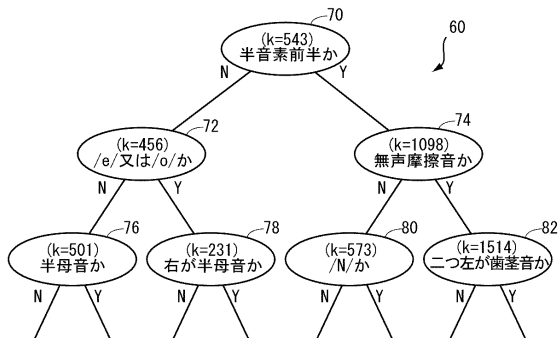 70
(k=543)
半音素前半か
60
N
Y
72
(k=456)
/e/又は/o/か
74
(k=1098)
無声摩擦音か
N
Y
N
Y
76
(k=501)
半母音か
78
(k=231)
右が半母音か
80
(k=573)
/N/か
82
(k=1514)
二つ左が歯茎音か
N
Y
N
Y
N
Y
N
Y